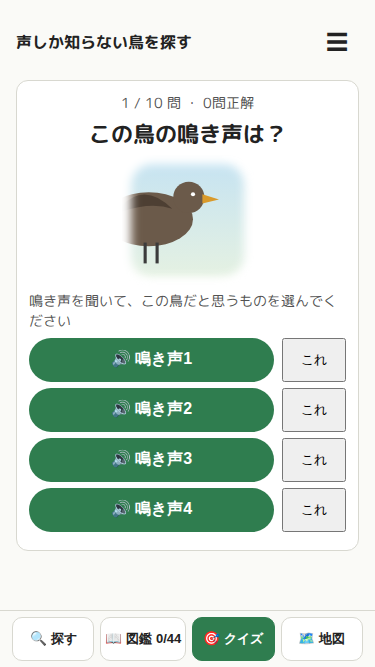 声しか知らない鳥を探す
1 / 10 問 · 0問正解
この鳥の鳴き声は？
鳴き声を聞いて、この鳥だと思うものを選んでく
ださい
🔊 鳴き声1 これ
🔊 鳴き声2 これ
🔊 鳴き声3 これ
🔊 鳴き声4 これ
🔍 探す 📖 図鑑 0/44 🎯 クイズ 🗺️ 地図